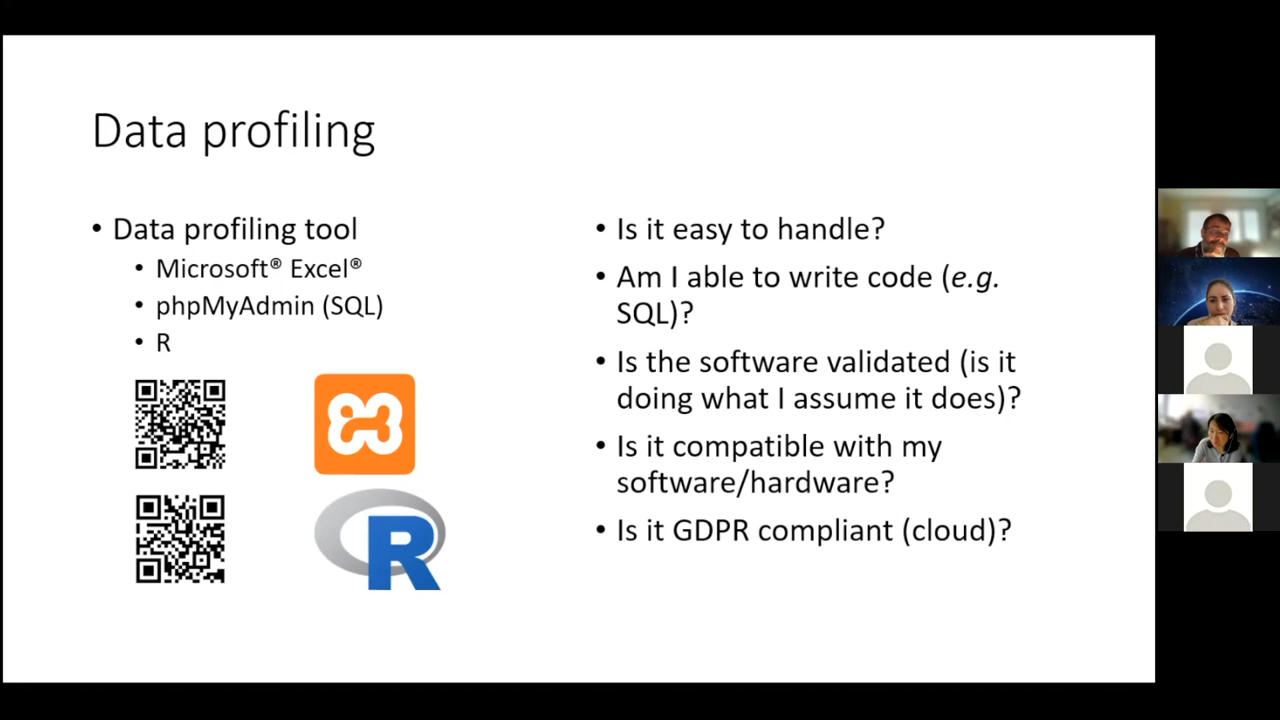 Data profiling
• Data profiling tool
• Microsoft® Excel®
• phpMyAdmin (SQL)
• R
R
• Is it easy to handle?
• Am I able to write code (e.g.
SQL)?
• Is the software validated (is it
doing what I assume it does)?
• Is it compatible with my
software/hardware?
• Is it GDPR compliant (cloud)?